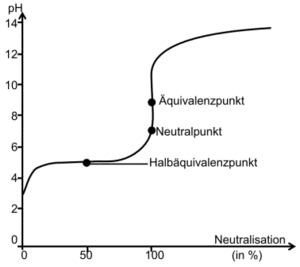 pH
14
12
10
8
6
4
2
0
Äquivalenzpunkt
Neutralpunkt
Halbäquivalenzpunkt
Neutralisation
0
50
100
(in %)